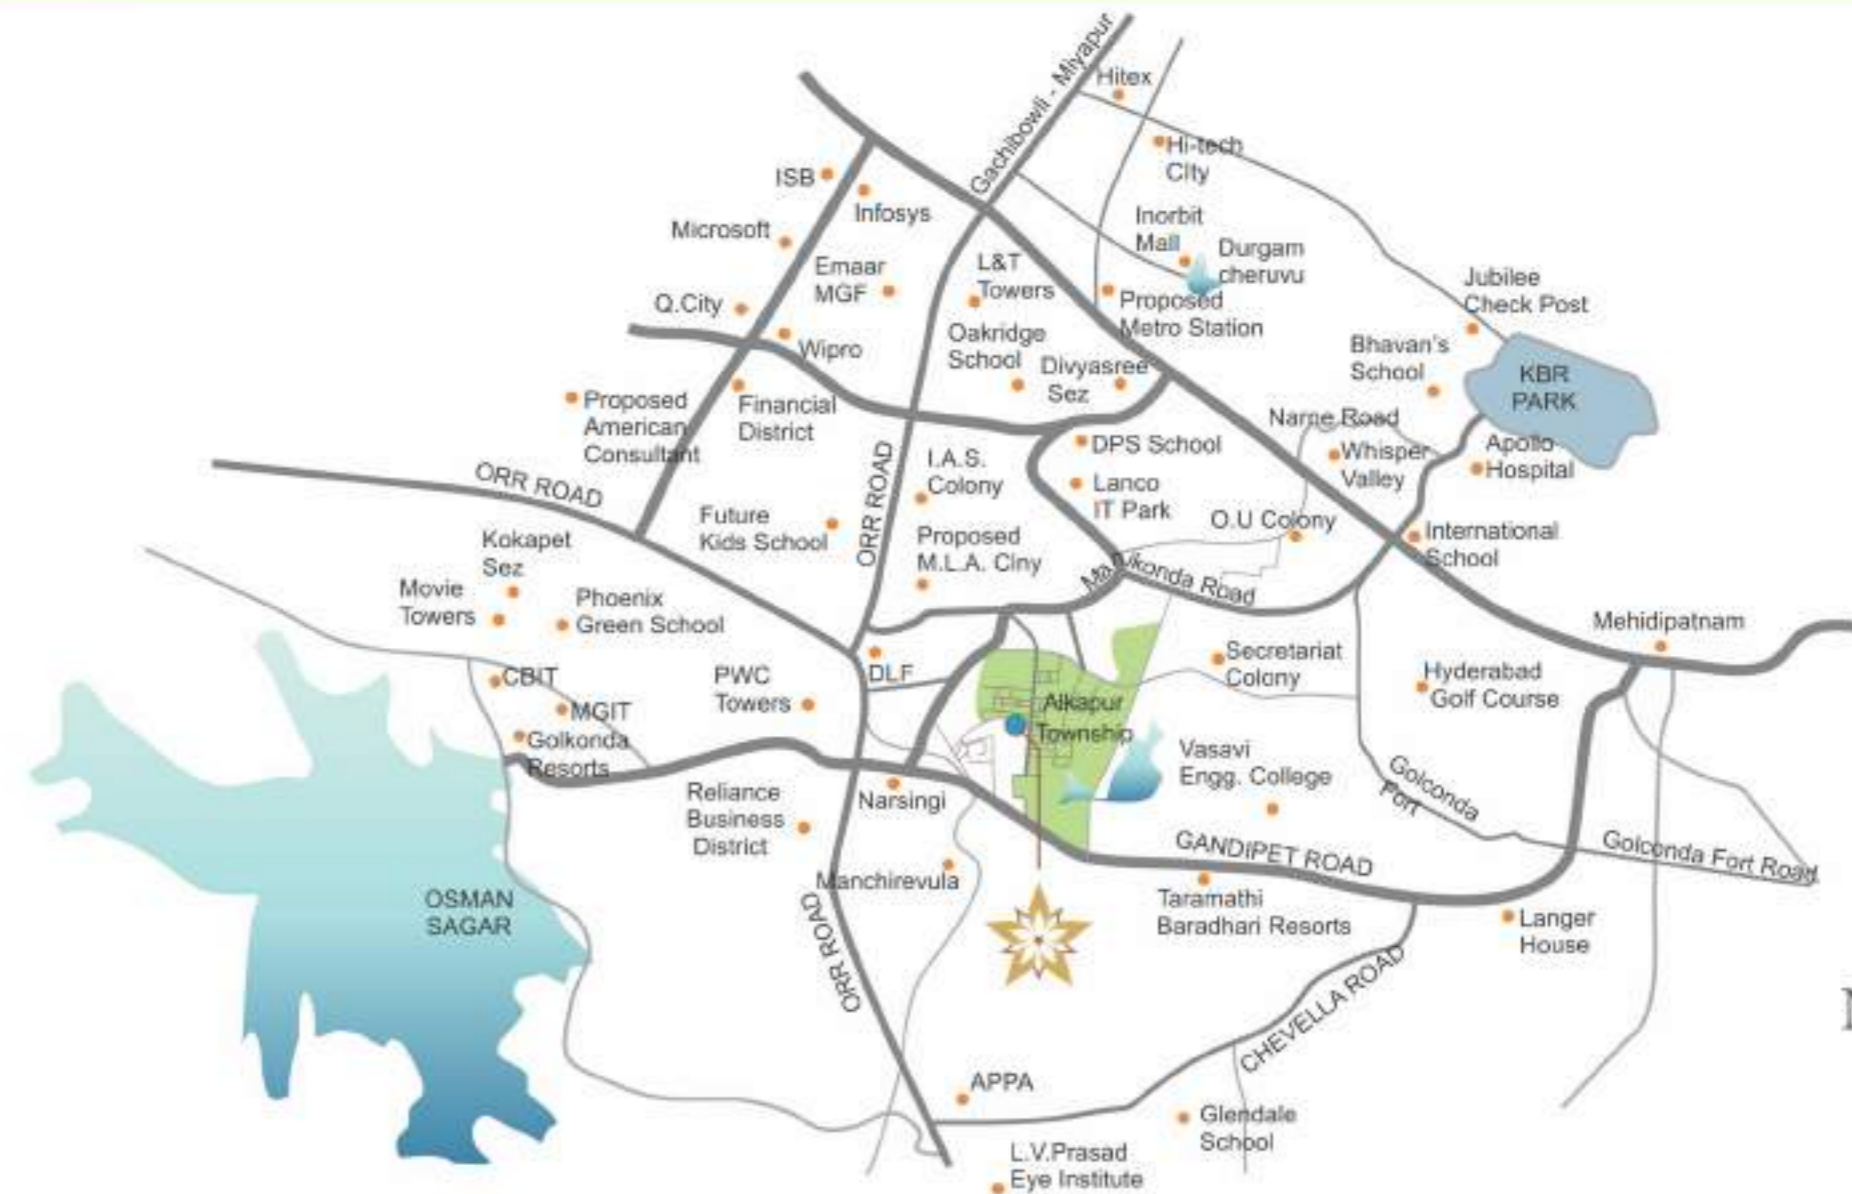 Gachibowli - Miyapur
Hitex
Hi-tech
CIty
ISB
Infosys
Microsoft
Inorbit
Mall
Durgam
cheruvu
Emaar
MGF
L&T
Towers
Jubilee
Check Post
Q.City
Proposed
Metro Station
Wipro
Oakridge
School
Divyasree
Sez
Bhavan's
School
KBR
PARK
Proposed
American
Consultant
Financial
District
Narne Road
Whisper
Valley
Apollo
Hospital
DPS School
ORR ROAD
ORR ROAD
I.A.S.
Colony
Lanco
IT Park
O.U Colony
Future
Kids School
International
School
Kokapet
Sez
Proposed
M.L.A. Clny
Road
Movie
Towers
Phoenix
Green School
Mehidipatnam
CBIT
PWC
Towers
DLF
Secretariat
Colony
Hyderabad
Golf Course
MGIT
Alkapur
Township
Golkonda
Resorts
Vasavi
Engg. College
Golconda
Fort
Reliance
Business
District
Narsingi
GANDIPET ROAD
Golconda Fort Road
Manchirevula
OSMAN
SAGAR
ORR ROAD
Taramathi
Baradhari Resorts
Langer
House
CHEVELLA ROAD
APPA
Glendale
School
L.V.Prasad
Eye Institute